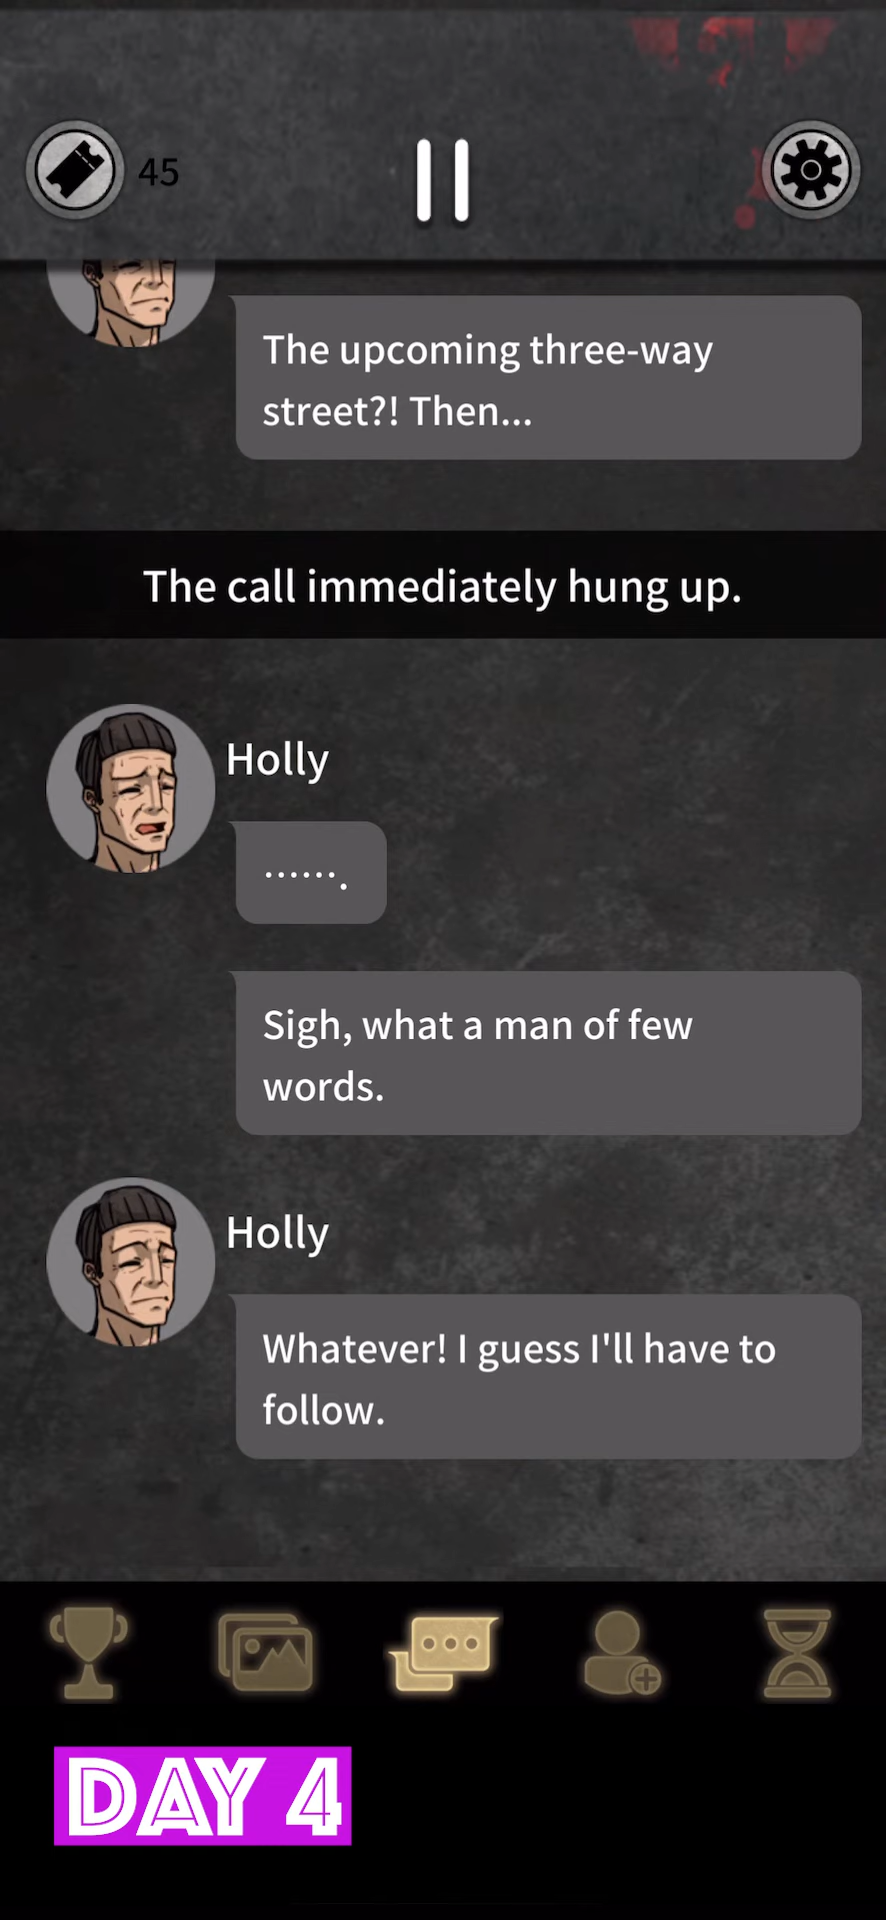 45
The upcoming three-way
street?! Then...
The call immediately hung up.
Holly
·······.
Sigh, what a man of few
words.
Holly
Whatever! I guess I'll have to
follow.
DAY 4